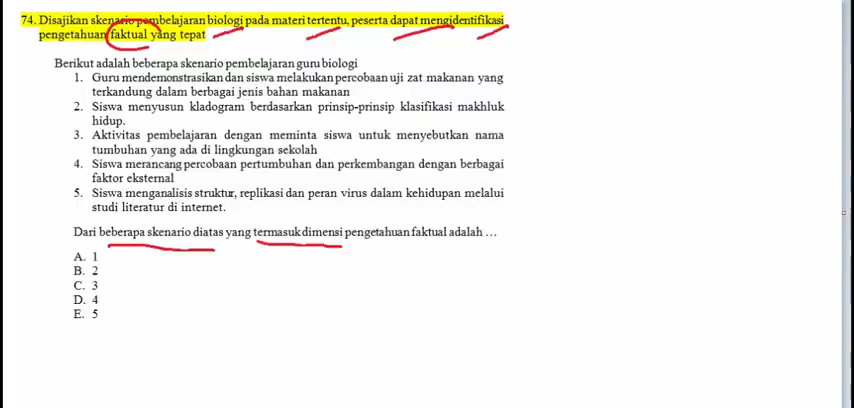 74. Disajikan skenario pembelajaran biologi pada materi tertentu, peserta dapat mengidentifikasi
pengetahuan faktual yang tepat
Berikut adalah beberapa skenario pembelajaran guru biologi
1. Guru mendemonstrasikan dan siswa melakukan percobaan uji zat makanan yang
terkandung dalam berbagai jenis bahan makanan
2. Siswa menyusun kladogram berdasarkan prinsip-prinsip klasifikasi makhluk
hidup.
3. Aktivitas pembelajaran dengan meminta siswa untuk menyebutkan nama
tumbuhan yang ada di lingkungan sekolah
4. Siswa merancang percobaan pertumbuhan dan perkembangan dengan berbagai
faktor eksternal
5. Siswa menganalisis struktur, replikasi dan peran virus dalam kehidupan melalui
studi literatur di internet.
Dari beberapa skenario diatas yang termasuk dimensi pengetahuan faktual adalah …
A. 1
B. 2
C. 3
D. 4
E. 5